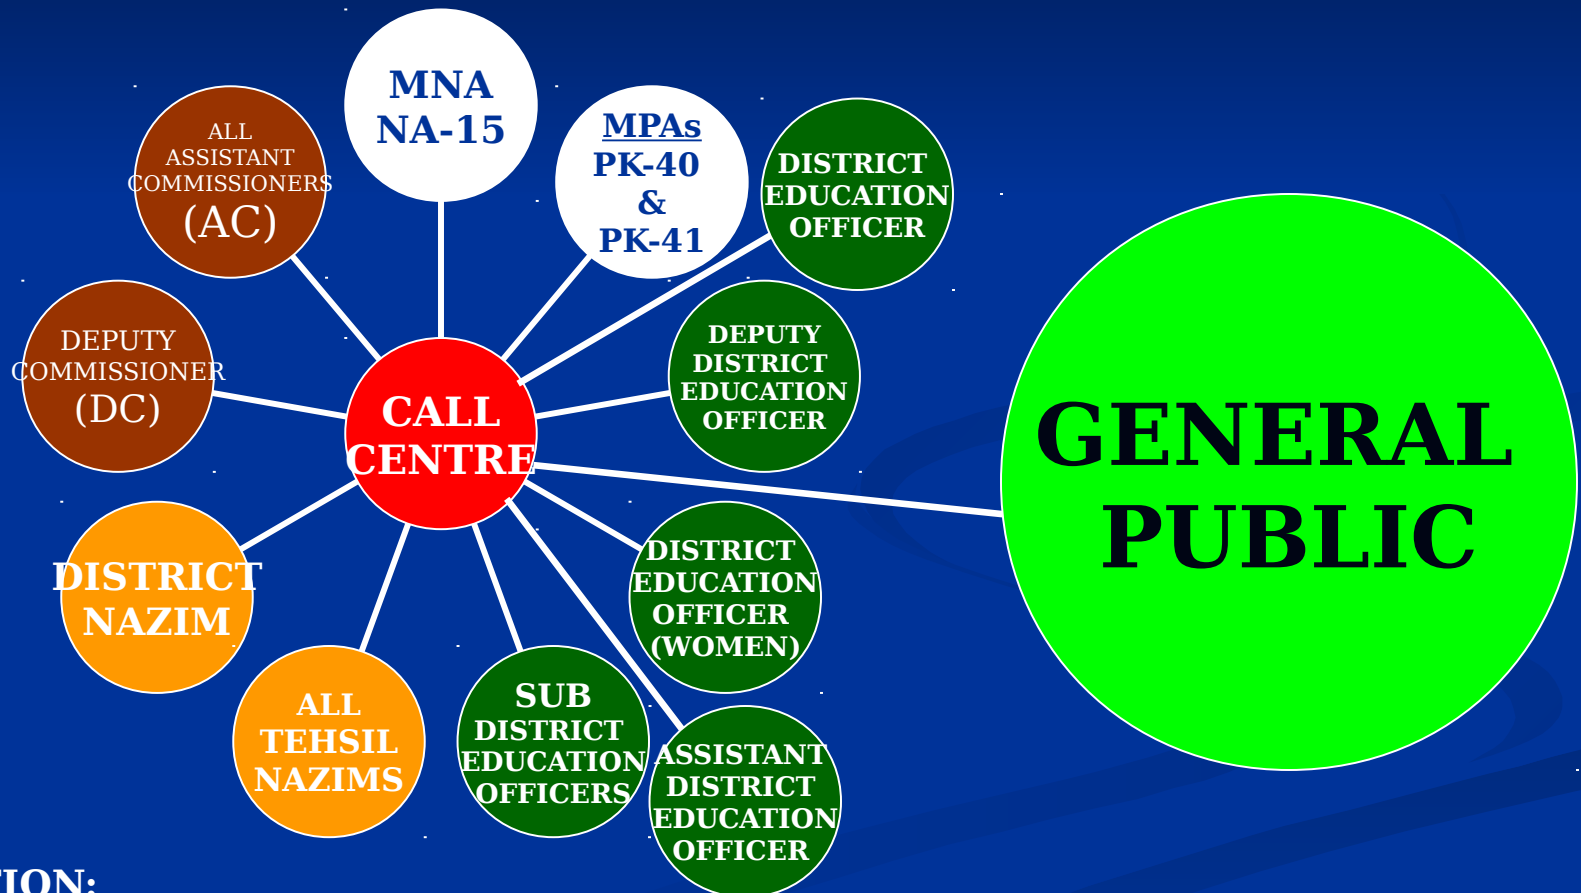 MNA
NA-15
MPAs
PK-40
&
PK-41
DISTRICT
EDUCATION
OFFICER
ALL
ASSISTANT
COMMISSIONERS
(AC)
DEPUTY
COMMISSIONER
(DC)
DEPUTY
DISTRICT
EDUCATION
OFFICER
CALL
CENTRE
GENERAL
PUBLIC
DISTRICT
NAZIM
DISTRICT
EDUCATION
OFFICER
(WOMEN)
ALL
TEHSIL
NAZIMS
SUB
DISTRICT
EDUCATION
OFFICERS
ASSISTANT
DISTRICT
EDUCATION
OFFICER